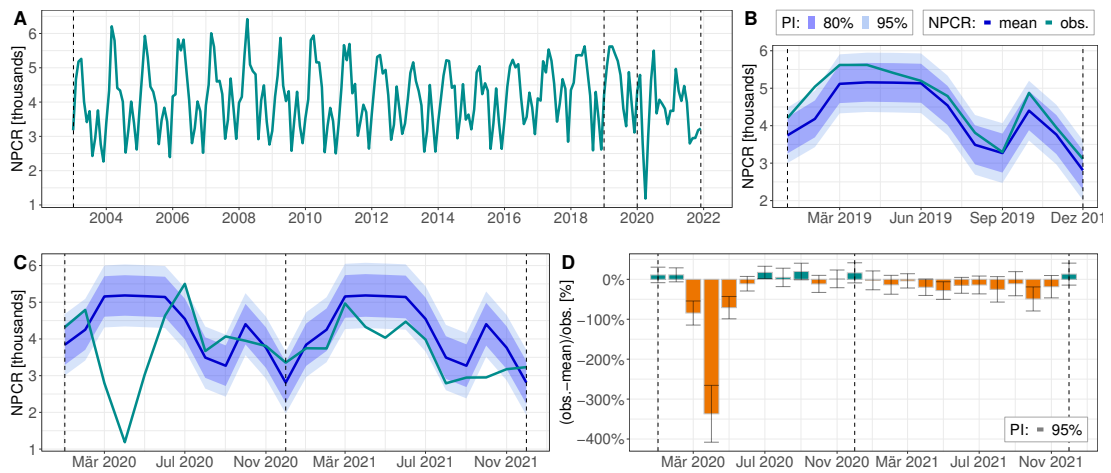 A
NPCR [thousands]
6
5
4
3
2
1
2004 2006 2008 2010 2012 2014 2016 2018 2020 2022
PI: 80% 95% NPCR: mean obs.
B
NPCR [thousands]
6
5
4
3
2
Mär 2019 Jun 2019 Sep 2019 Dez 201
C
NPCR [thousands]
6
5
4
3
2
1
Mär 2020 Jul 2020 Nov 2020 Mär 2021 Jul 2021 Nov 2021
D
(obs.−mean)/obs. [%]
0%
−100%
−200%
−300%
−400%
PI: 95%
Mär 2020 Jul 2020 Nov 2020 Mär 2021 Jul 2021 Nov 2021